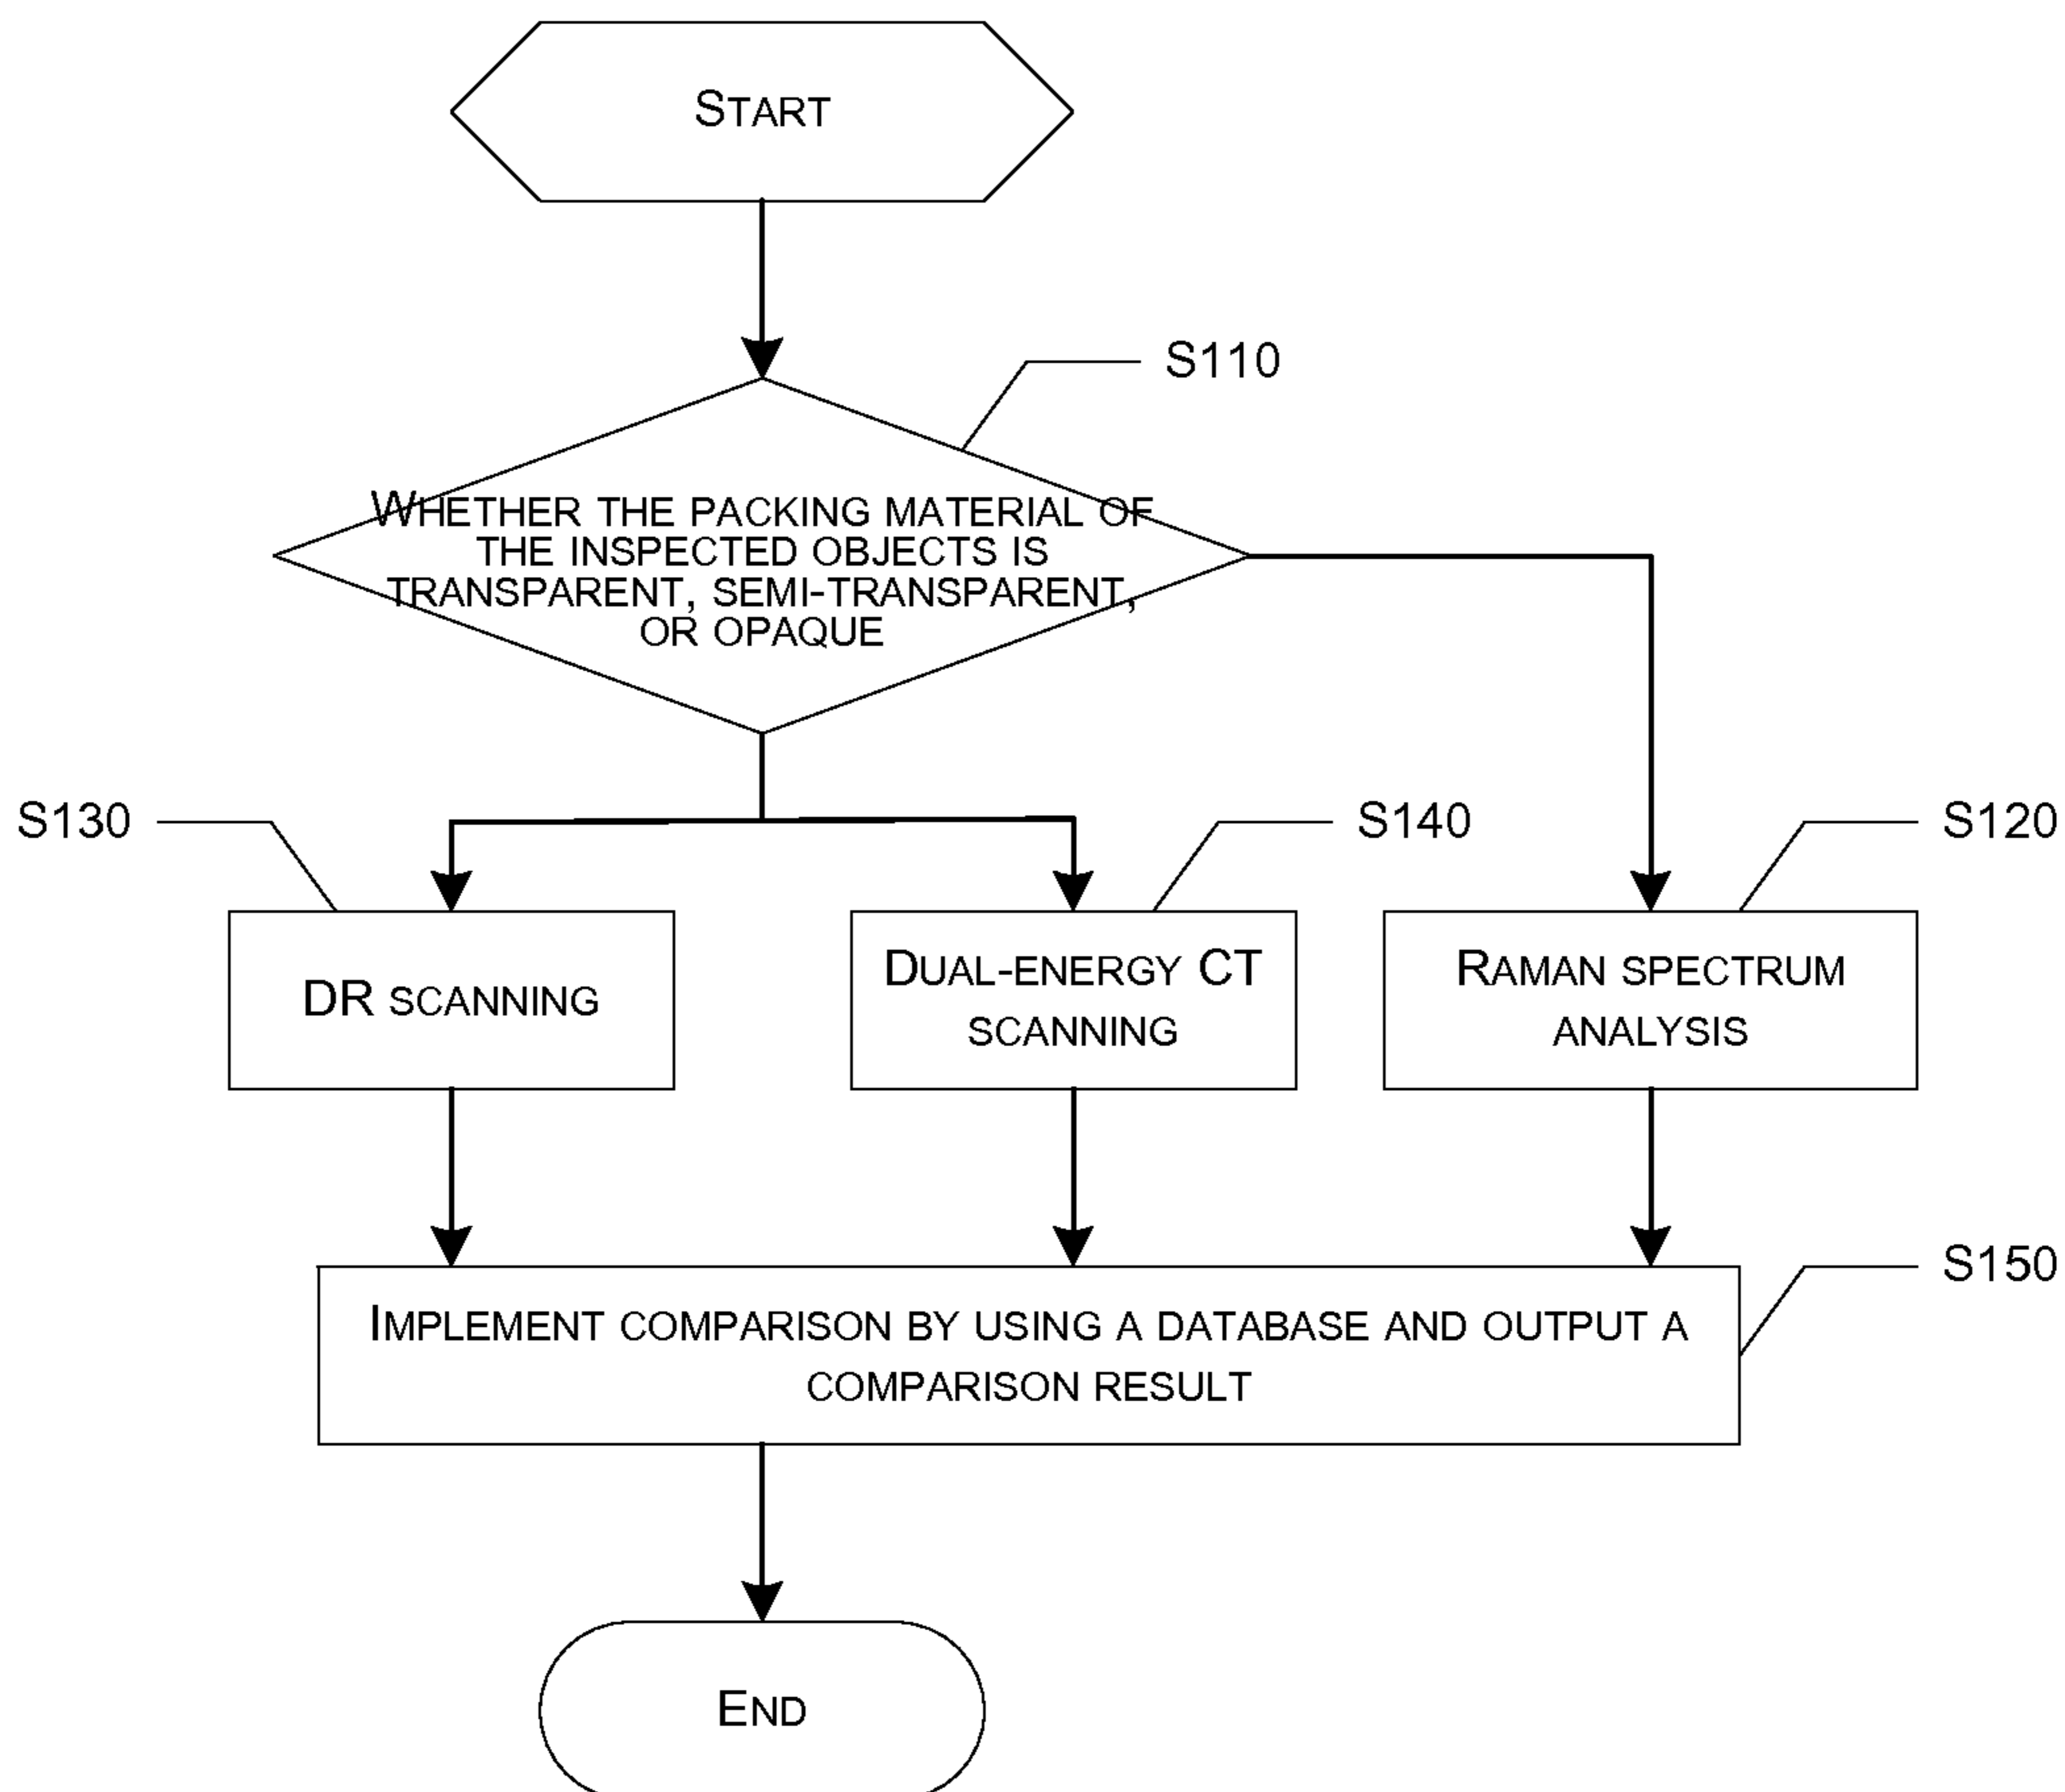 START
S110
WHETHER THE PACKING MATERIAL OF
THE INSPECTED OBJECTS IS
TRANSPARENT, SEMI-TRANSPARENT,
OR OPAQUE
S130
S140
S120
DR SCANNING
DUAL-ENERGY CT
SCANNING
RAMAN SPECTRUM
ANALYSIS
S150
IMPLEMENT COMPARISON BY USING A DATABASE AND OUTPUT A
COMPARISON RESULT
END